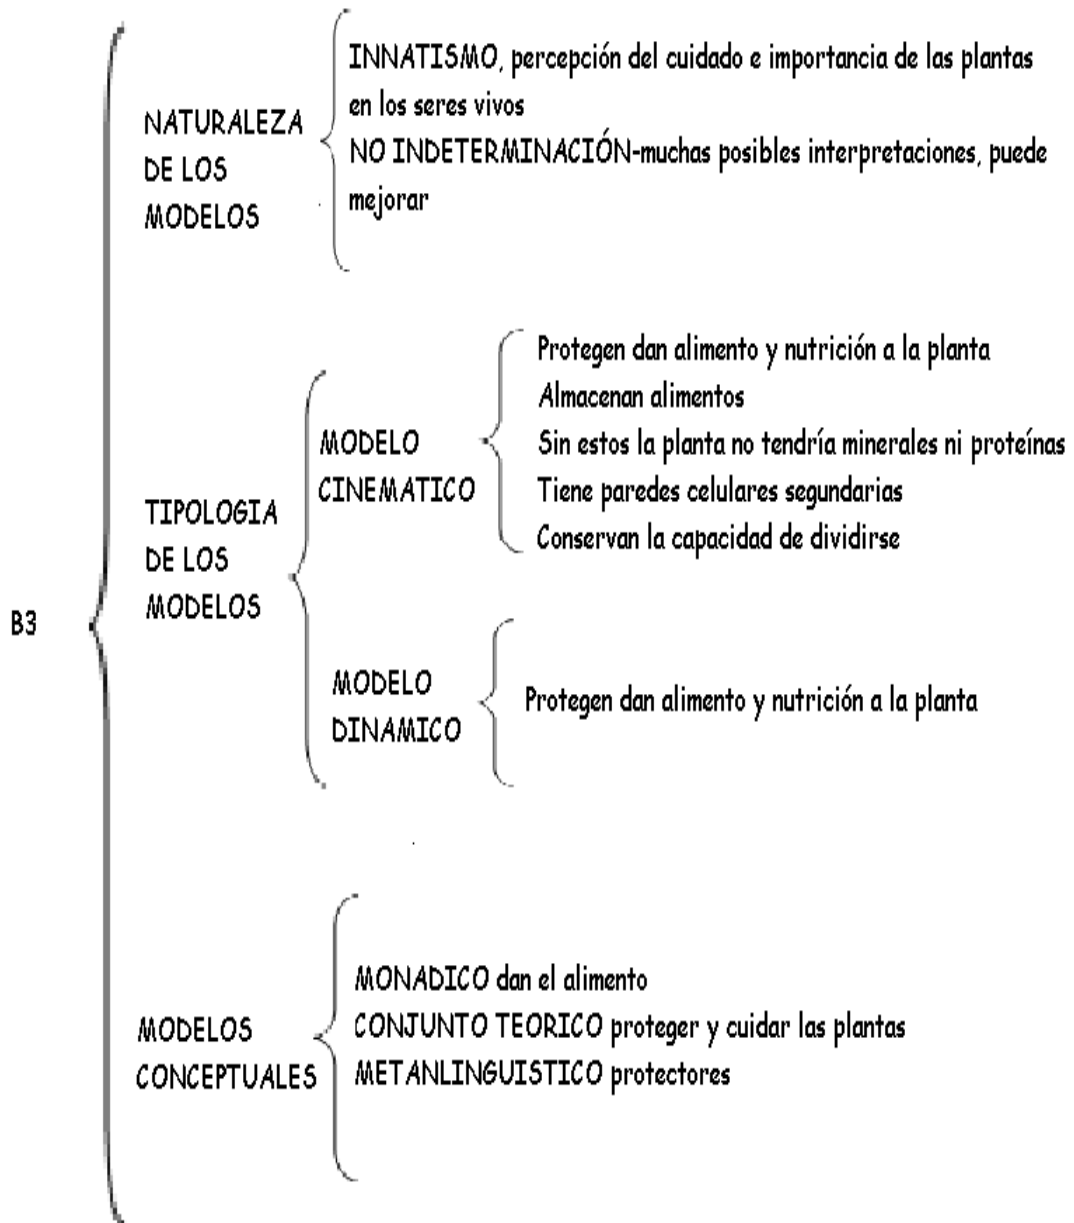 INNATISMO, percepción del cuidado e importancia de las plantas
en los seres vivos
NO INDETERMINACIÓN-muchas posibles interpretaciones, puede
mejorar
NATURALEZA
DE LOS
MODELOS
Protegen dan alimento y nutrición a la planta
Almacenan alimentos
Sin estos la planta no tendría minerales ni proteínas
Tiene paredes celulares segundarias
Conservan la capacidad de dividirse
MODELO
CINEMATICO
TIPOLOGIA
DE LOS
MODELOS
B3
MODELO
DINAMICO
Protegen dan alimento y nutrición a la planta
MONADICO dan el alimento
CONJUNTO TEORICO proteger y cuidar las plantas
METANLINGUISTICO protectores
MODELOS
CONCEPTUALES